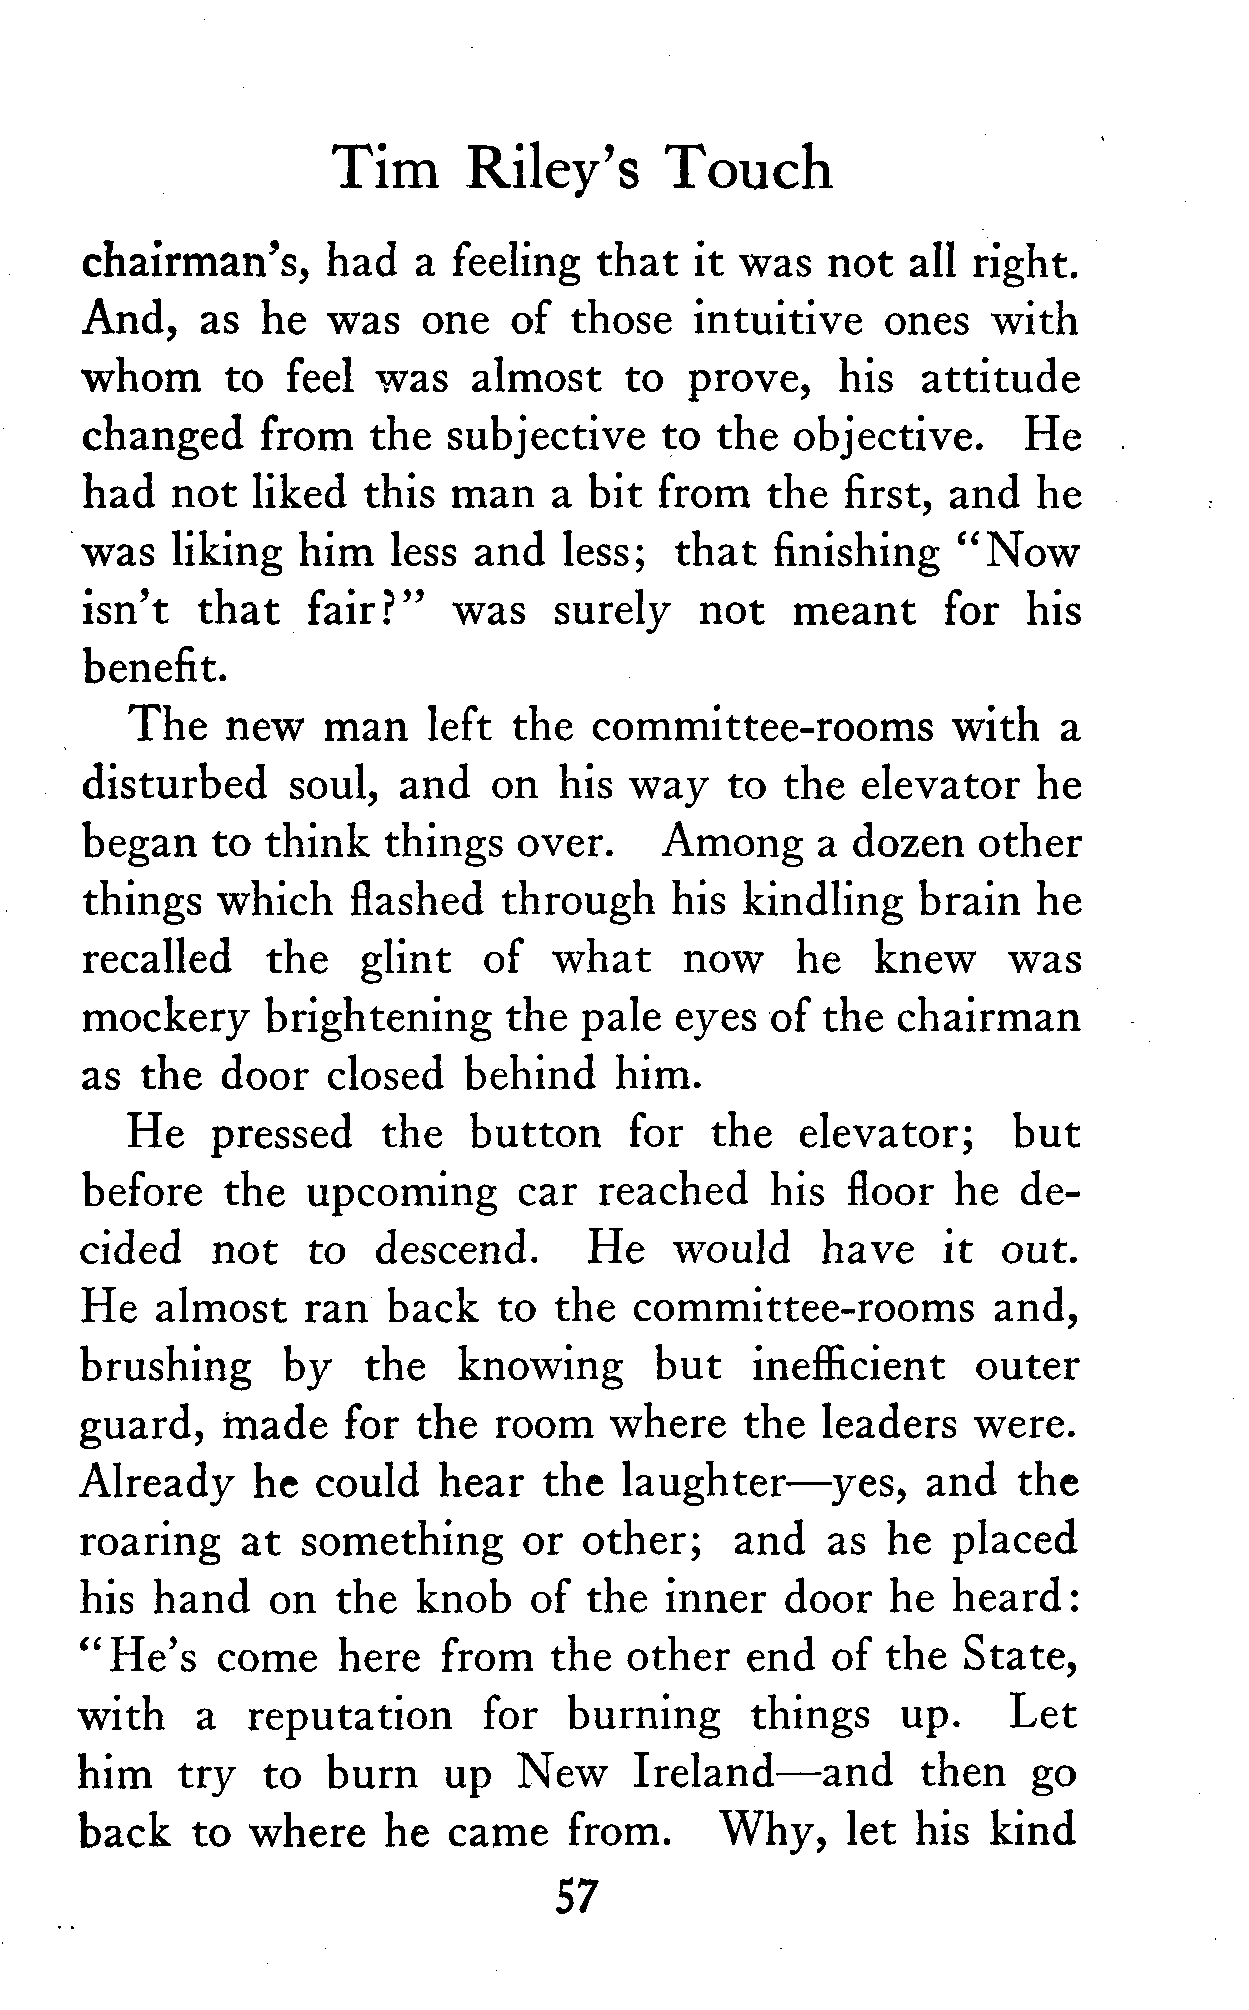 Tim Riley's Touch
chairman's, had a feeling that it was not all right.
And, as he was one of those intuitive ones with
whom to feel was almost to prove, his attitude
changed from the subjective to the objective. He
had not liked this man a bit from the first, and he
was liking him less and less; that finishing "Now
isn't that fair?" was surely not meant for his
benefit.
The new man left the committee-rooms with a
disturbed soul, and on his way to the elevator he
began to think things over. Among a dozen other
things which flashed through his kindling brain he
recalled the glint of what now he knew was
mockery brightening the pale eyes of the chairman
as the door closed behind him.
He pressed the button for the elevator; but
before the upcoming car reached his floor he de-
cided not to descend. He would have it out.
He almost ran back to the committee-rooms and,
brushing by the knowing but inefficient outer
guard, made for the room where the leaders were.
Already he could hear the laughter—yes, and the
roaring at something or other; and as he placed
his hand on the knob of the inner door he heard:
"He's come here from the other end of the State,
with a reputation for burning things up. Let
him try to burn up New Ireland—and then go
back to where he came from. Why, let his kind
57